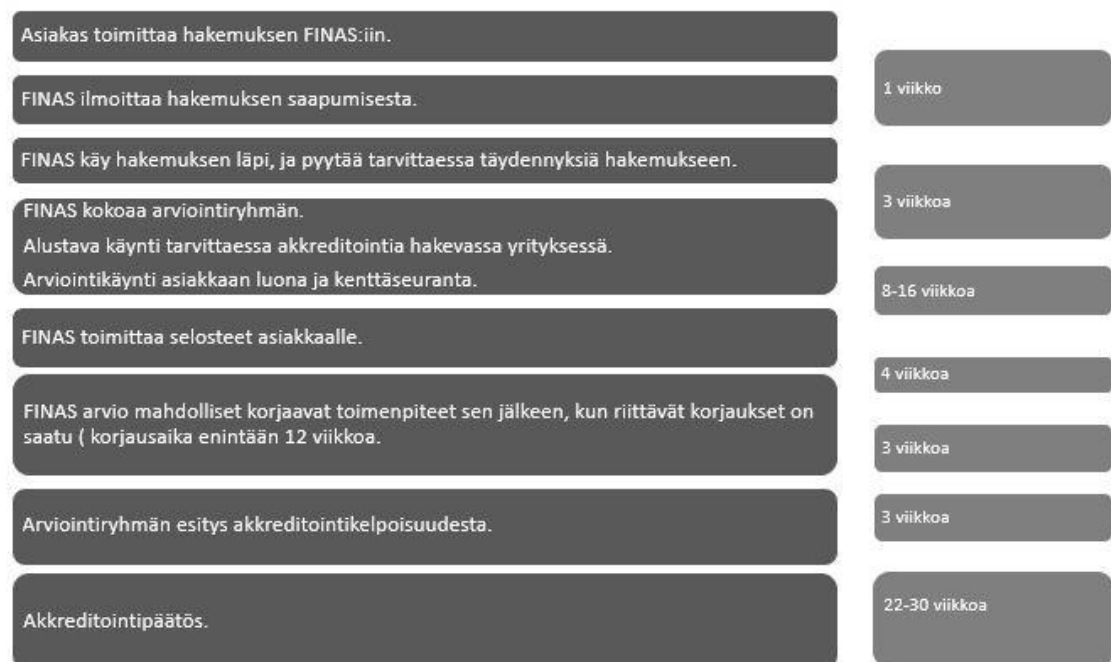 Asiakas toimittaa hakemuksen FINAS:iin.
FINAS ilmoittaa hakemuksen saapumisesta.
1 viikko
FINAS käy hakemuksen läpi, ja pyytää tarvittaessa täydennyksiä hakemukseen.
3 viikkoa
FINAS kokoaa arviointiryhmän.
Alustava käynti tarvittaessa akkreditointia hakevassa yrityksessä.
Arviointikäynti asiakkaan luona ja kenttäseuranta.
8-16 viikkoa
FINAS toimittaa selosteet asiakkaalle.
4 viikkoa
FINAS arvio mahdolliset korjaavat toimenpiteet sen jälkeen, kun riittävät korjaukset on
saatu ( korjausaika enintään 12 viikkoa.
3 viikkoa
Arviointiryhmän esitys akkreditointikelpoisuudesta.
3 viikkoa
Akkreditointipäätös.
22-30 viikkoa